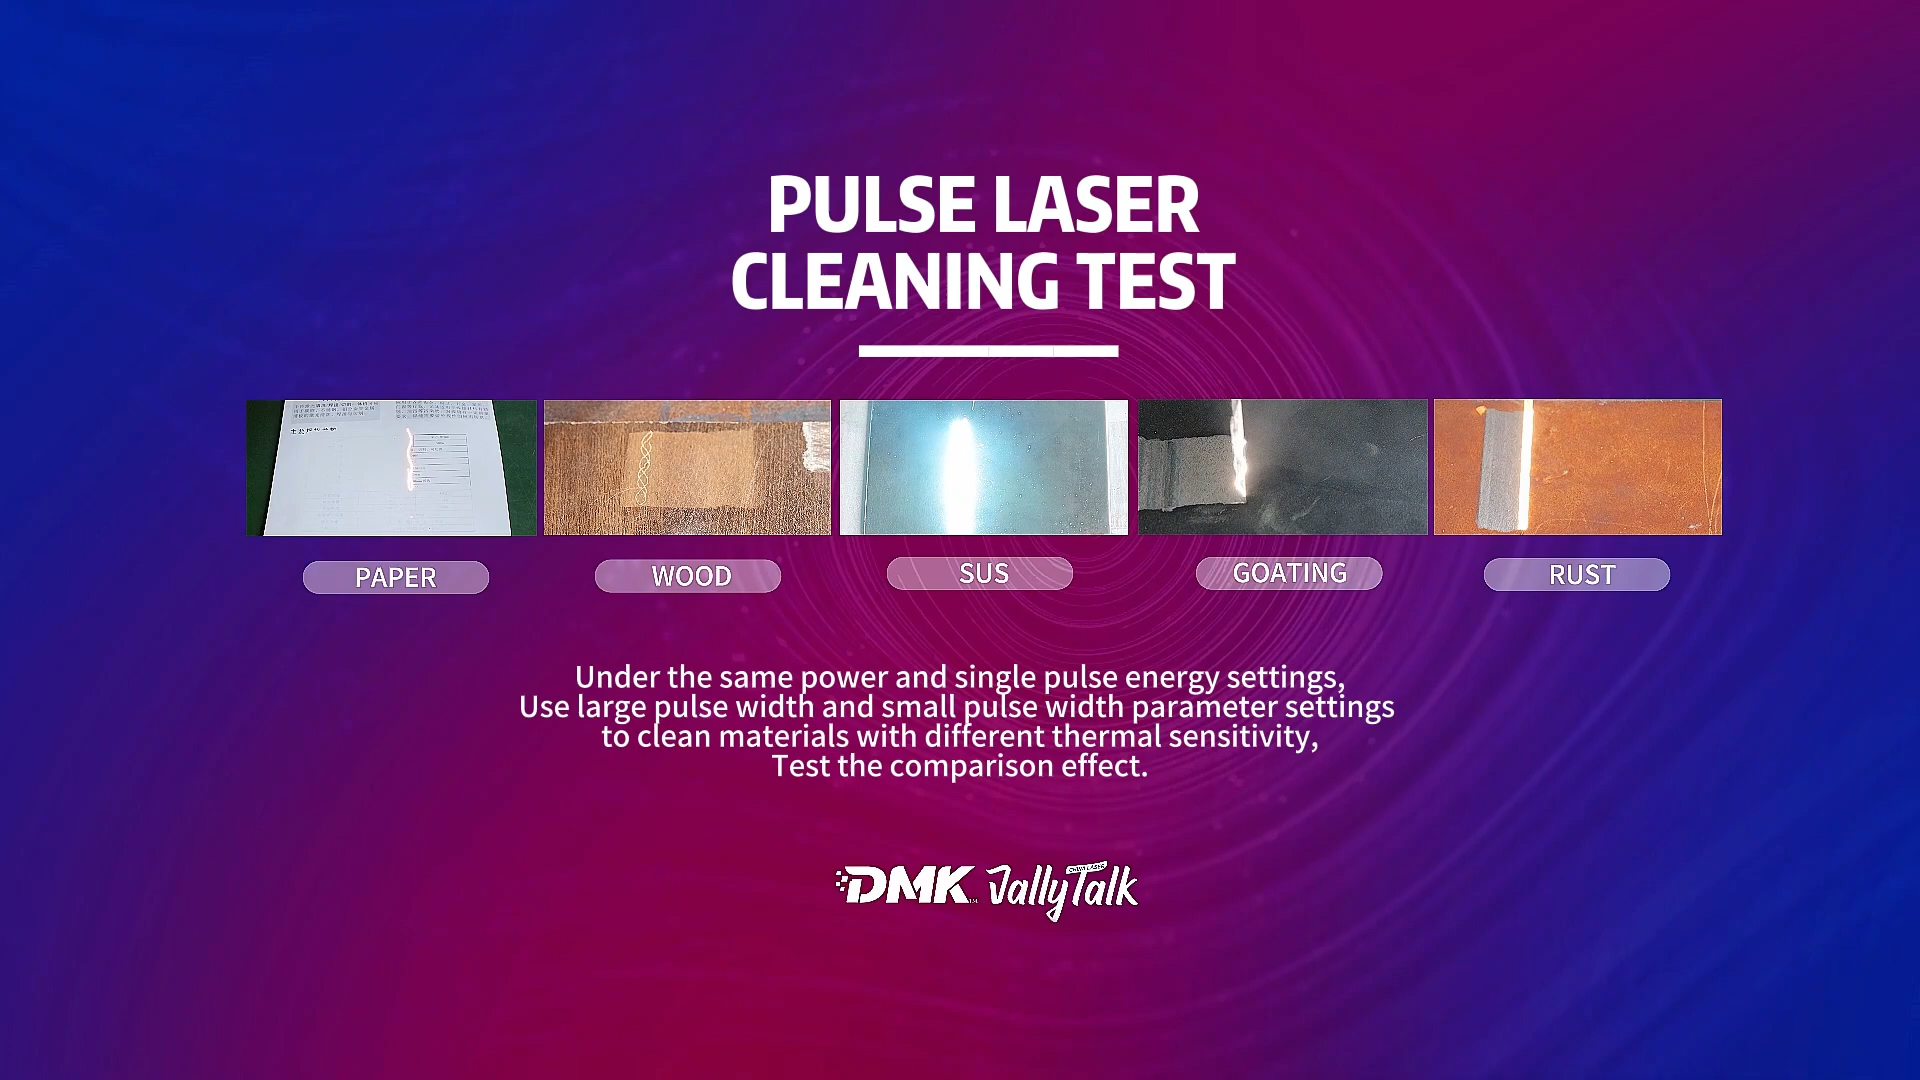 PULSE LASER
CLEANING TEST
PAPER
WOOD
SUS
GOATING
RUST
Under the same power and single pulse energy settings,
Use large pulse width and small pulse width parameter settings
to clean materials with different thermal sensitivity,
Test the comparison effect.
DMK
CHINA LASER
JallyTalk